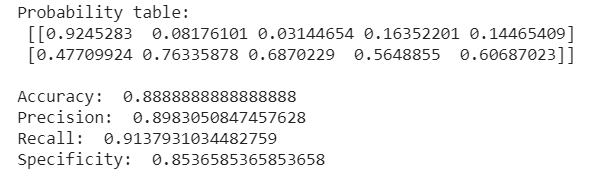 Probability table:
[[0.9245283  0.08176101 0.03144654 0.16352201 0.14465409]
[0.47709924 0.76335878 0.6870229  0.5648855  0.60687023]]
Accuracy:  0.8888888888888888
Precision:  0.8983050847457628
Recall:  0.9137931034482759
Specificity:  0.8536585365853658